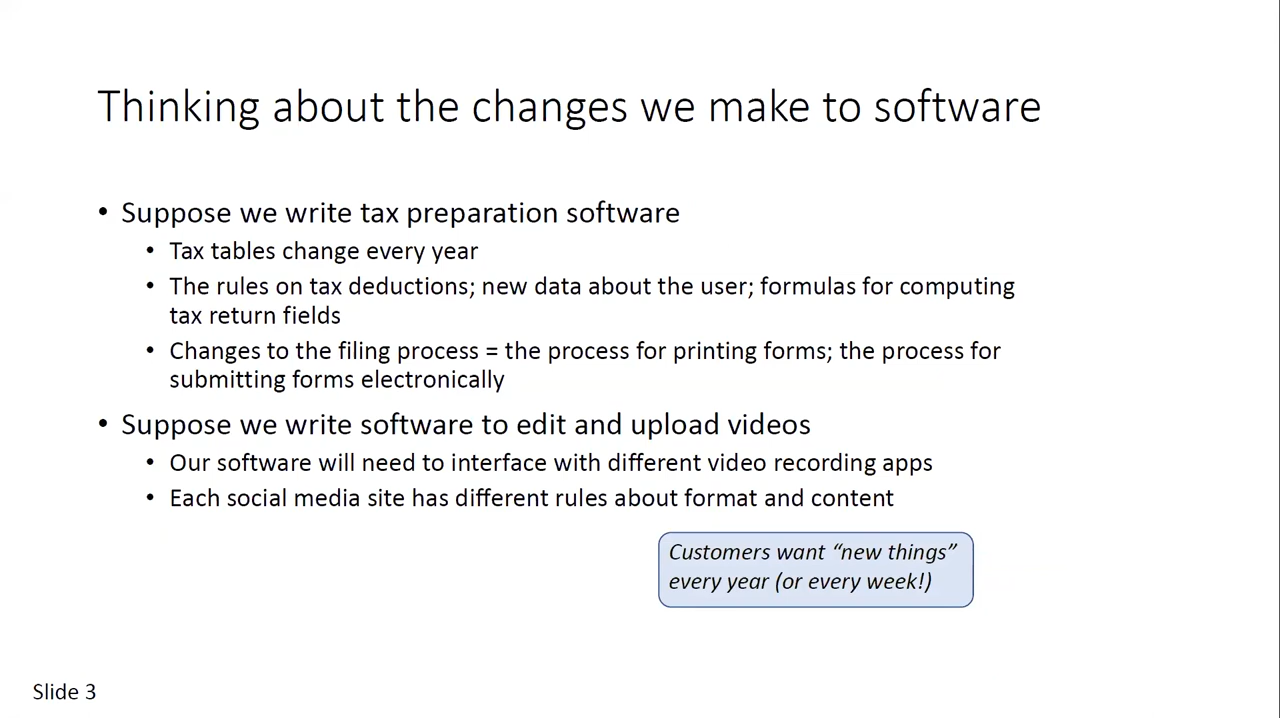 Thinking about the changes we make to software
• Suppose we write tax preparation software
• Tax tables change every year
• The rules on tax deductions; new data about the user; formulas for computing
tax return fields
• Changes to the filing process = the process for printing forms; the process for
submitting forms electronically
• Suppose we write software to edit and upload videos
• Our software will need to interface with different video recording apps
• Each social media site has different rules about format and content
Customers want “new things”
every year (or every week!)
Slide 3